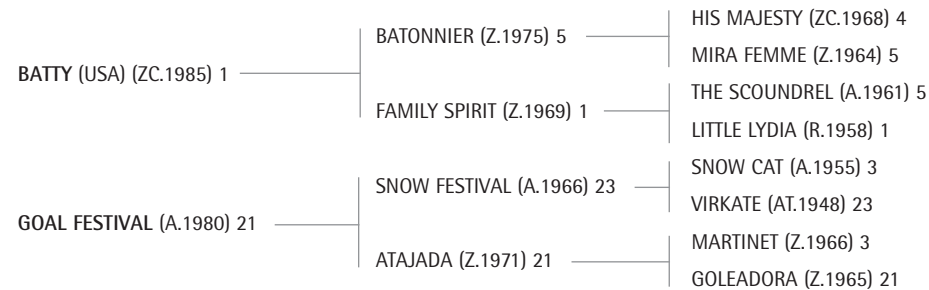 HIS MAJESTY (ZC.1968) 4
BATONNIER (Z.1975) 5
MIRA FEMME (Z.1964) 5
BATTY (USA) (ZC.1985) 1
THE SCOUNDREL (A.1961) 5
FAMILY SPIRIT (Z.1969) 1
LITTLE LYDIA (R.1958) 1
SNOW CAT (A.1955) 3
SNOW FESTIVAL (A.1966) 23
VIRKATE (AT.1948) 23
GOAL FESTIVAL (A.1980) 21
MARTINET (Z.1966) 3
ATAJADA (Z.1971) 21
GOLEADORA (Z.1965) 21